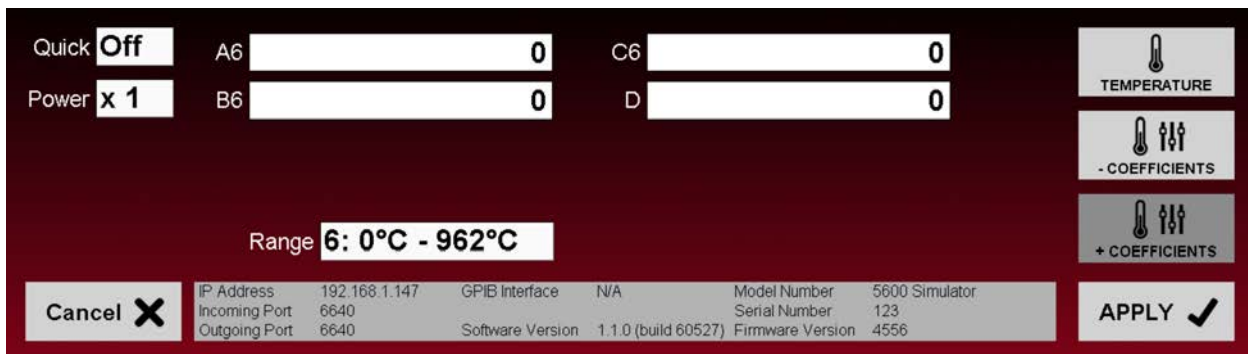 Quick Off
A6 0
C6 0
TEMPERATURE
Power x 1
B6 0
D 0
- COEFFICIENTS
Range 6: 0°C - 962°C
+ COEFFICIENTS
Cancel
IP Address 192.168.1.147 GPIB Interface N/A Model Number 5600 Simulator
Incoming Port 6640 Serial Number 123
Outgoing Port 6640 Software Version 1.1.0 (build 60527) Firmware Version 4556
APPLY